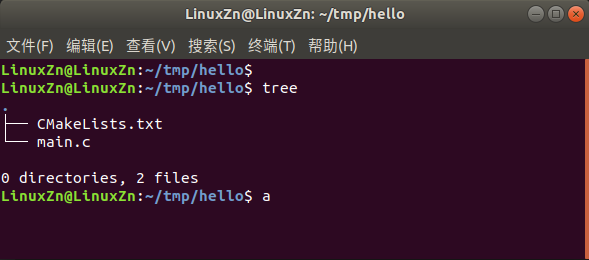 LinuxZn@LinuxZn: ~/tmp/hello
文件(F) 编辑(E) 查看(V) 搜索(S) 终端(T) 帮助(H)
LinuxZn@LinuxZn:~/tmp/hello$
LinuxZn@LinuxZn:~/tmp/hello$ tree
.
├── CMakeLists.txt
└── main.c
0 directories, 2 files
LinuxZn@LinuxZn:~/tmp/hello$ a